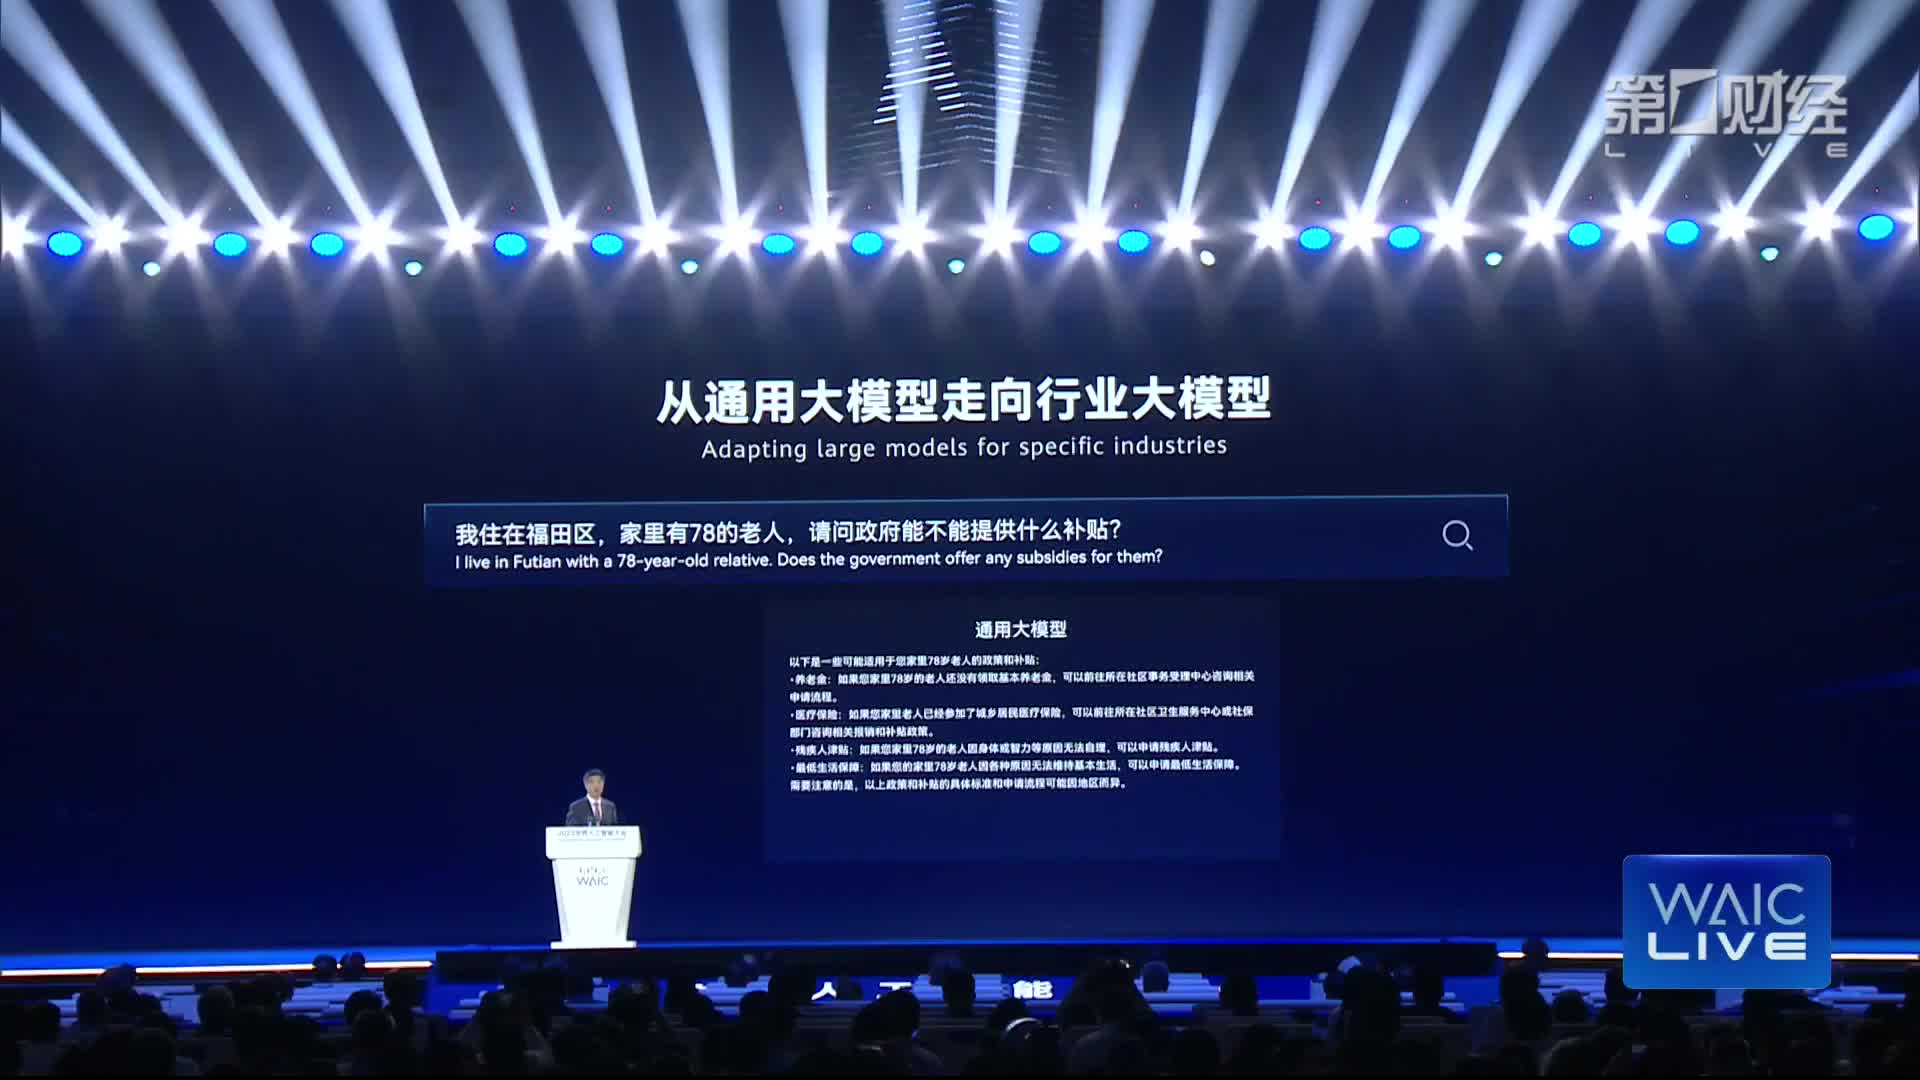 第一财经
LIVE
从通用大模型走向行业大模型
Adapting large models for specific industries
我住在福田区，家里有78的老人，请问政府能不能提供什么补贴？
I live in Futian with a 78-year-old relative. Does the government offer any subsidies for them?
通用大模型
以下是一些可能适用于您家里78岁老人的政策和补贴：
·养老金：如果您家里78岁的老人还没有领取基本养老金，可以前往所在社区事务受理中心咨询相关
申请流程。
·医疗保险：如果您家里老人已经参加了城乡居民医疗保险，可以前往所在社区卫生服务中心或社保
部门咨询相关报销和补贴政策。
·残疾人津贴：如果您家里78岁的老人因身体或智力等原因无法自理，可以申请残疾人津贴。
·最低生活保障：如果您的家里78岁老人因各种原因无法维持基本生活，可以申请最低生活保障。
需要注意的是，以上政策和补贴的具体标准和申请流程可能因地区而异。
2023世界人工智能大会
WAIC
WAIC
LIVE
人工 能